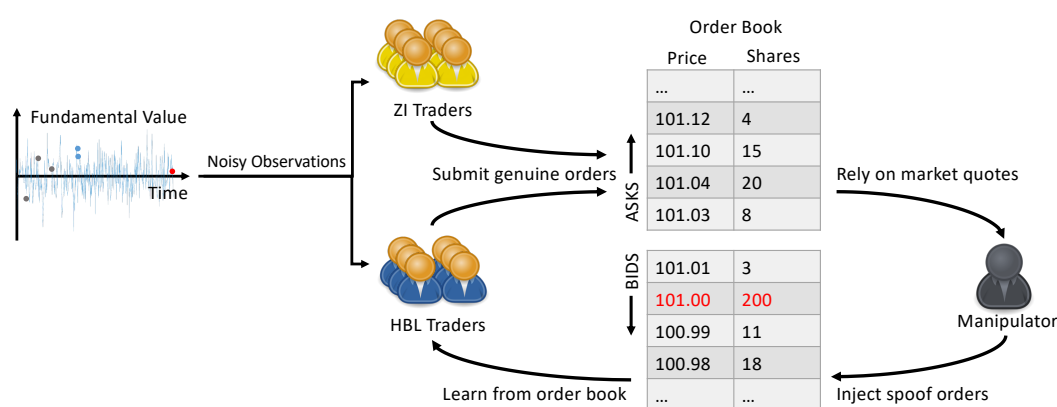 Order Book
Price Shares
… …
101.12 4
101.10 15
101.04 20
101.03 8
ASKS
101.01 3
101.00 200
100.99 11
100.98 18
… …
BIDS
Fundamental Value
Time
Noisy Observations
ZI Traders
HBL Traders
Submit genuine orders
Learn from order book
Rely on market quotes
Manipulator
Inject spoof orders